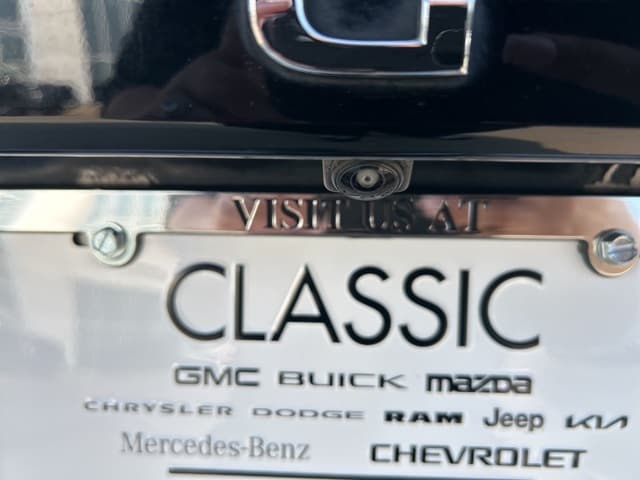 G
VISIT US AT
CLASSIC
GMC BUICK mazda
CHRYSLER DODGE RAM Jeep KIA
Mercedes-Benz CHEVROLET